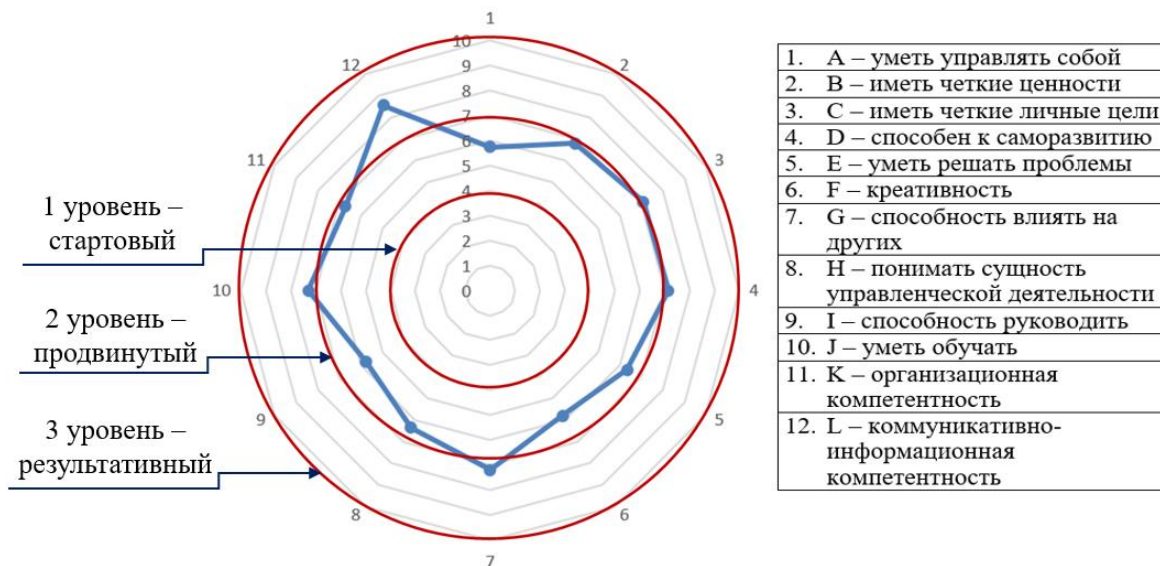 1
12
2
11
3
10
4
9
5
8
6
7
10
9
8
7
6
5
4
3
2
1
0
1 уровень –
стартовый
2 уровень –
продвинутый
3 уровень –
результативный
1. A – уметь управлять собой
2. B – иметь четкие ценности
3. C – иметь четкие личные цели
4. D – способен к саморазвитию
5. E – уметь решать проблемы
6. F – креативность
7. G – способность влиять на
других
8. H – понимать сущность
управленческой деятельности
9. I – способность руководить
10. J – уметь обучать
11. K – организационная
компетентность
12. L – коммуникативно-
информационная
компетентность